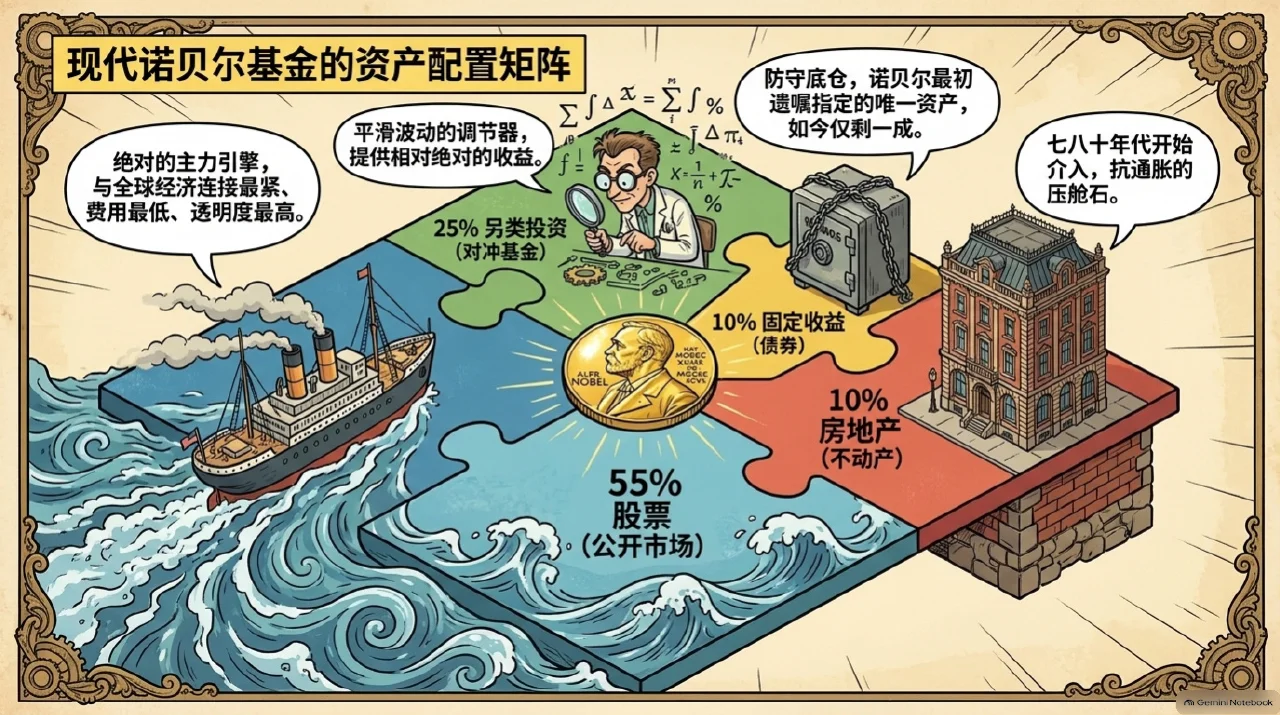 现代诺贝尔基金的资产配置矩阵
绝对的主力引擎，
与全球经济连接最紧、
费用最低、透明度最高。
平滑波动的调节器，
提供相对绝对的收益。
防守底仓，诺贝尔最初
遗嘱指定的唯一资产，
如今仅剩一成。
七八十年代开始
介入，抗通胀的
压舱石。
25% 另类投资
(对冲基金)
10% 固定收益
(债券)
10%
房地产
(不动产)
ALFR
NOBEL
55%
股票
(公开市场)
Gemini Notebook